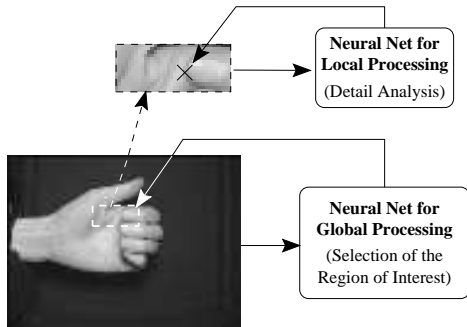 Neural Net for
Local Processing
(Detail Analysis)
Neural Net for
Global Processing
(Selection of the
Region of Interest)